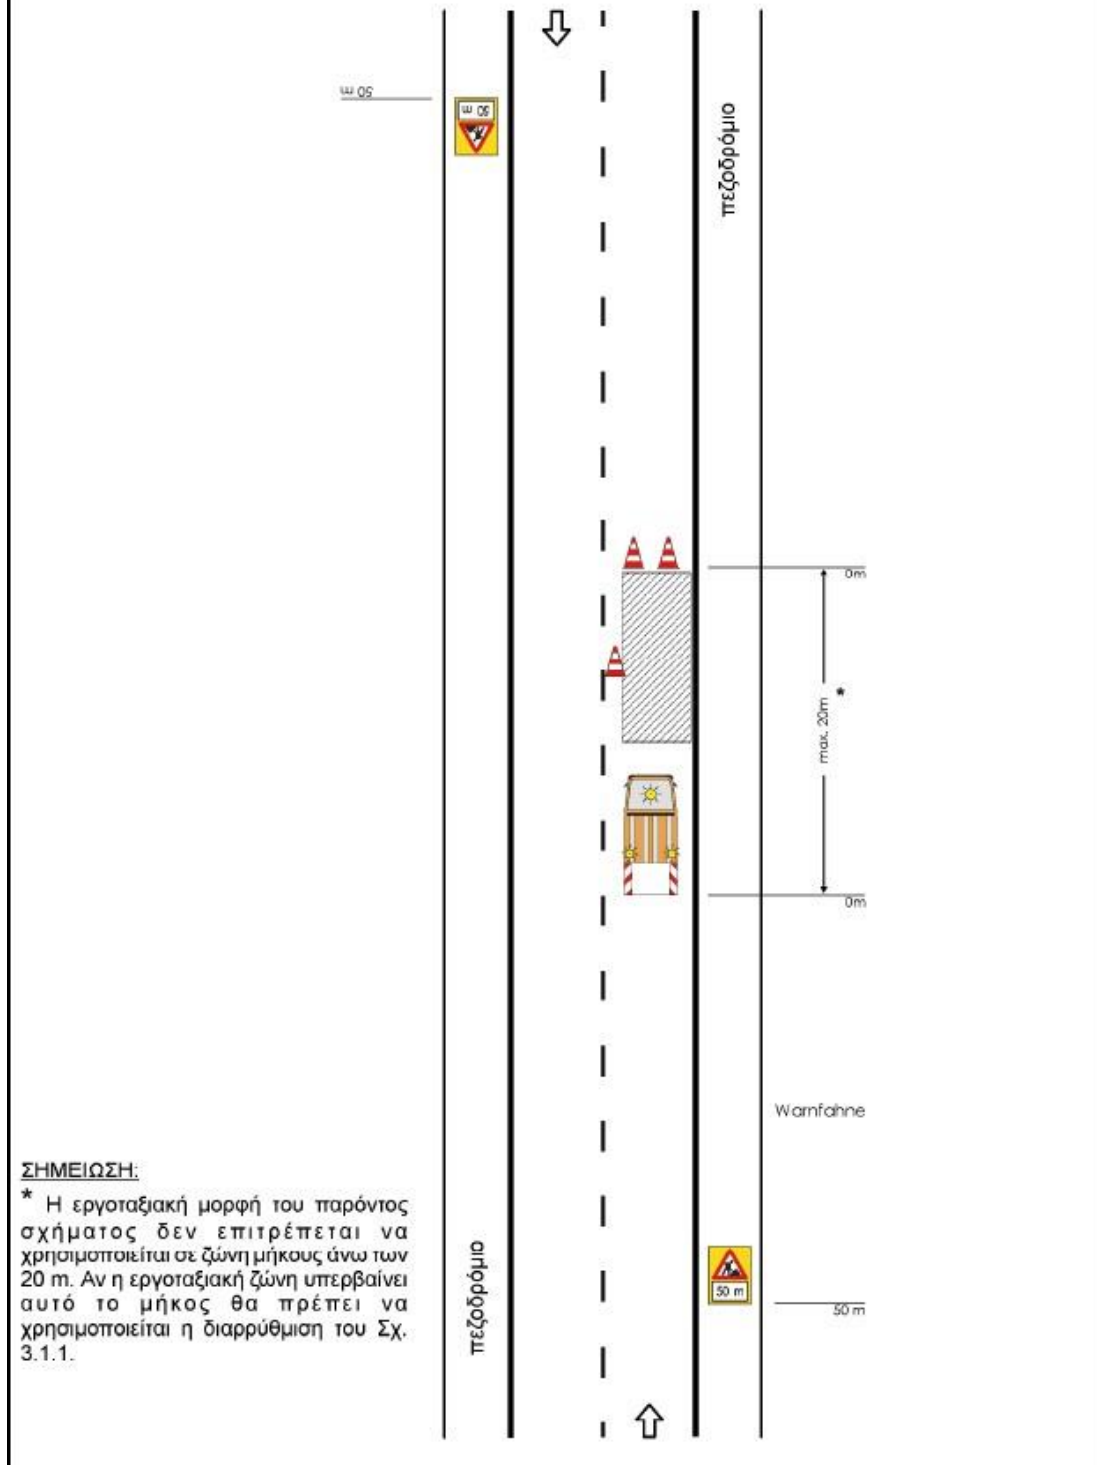 50 m
50 m
πεζοδρόμιο
0m
max. 20m *
0m
Warnfahne
ΣΗΜΕΙΩΣΗ:
* Η εργοταξιακή μορφή του παρόντος
σχήματος δεν επιτρέπεται να
χρησιμοποιείται σε ζώνη μήκους άνω των
20 m. Αν η εργοταξιακή ζώνη υπερβαίνει
αυτό το μήκος θα πρέπει να
χρησιμοποιείται η διαρρύθμιση του Σχ.
3.1.1.
πεζοδρόμιο
50 m
50 m